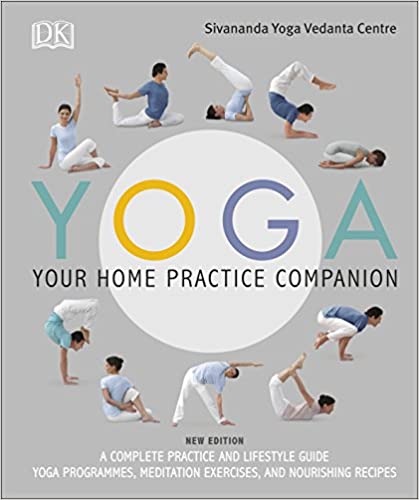 DK
Sivananda Yoga Vedanta Centre
YOGA
YOUR HOME PRACTICE COMPANION
NEW EDITION
A COMPLETE PRACTICE AND LIFESTYLE GUIDE
YOGA PROGRAMMES, MEDITATION EXERCISES, AND NOURISHING RECIPES